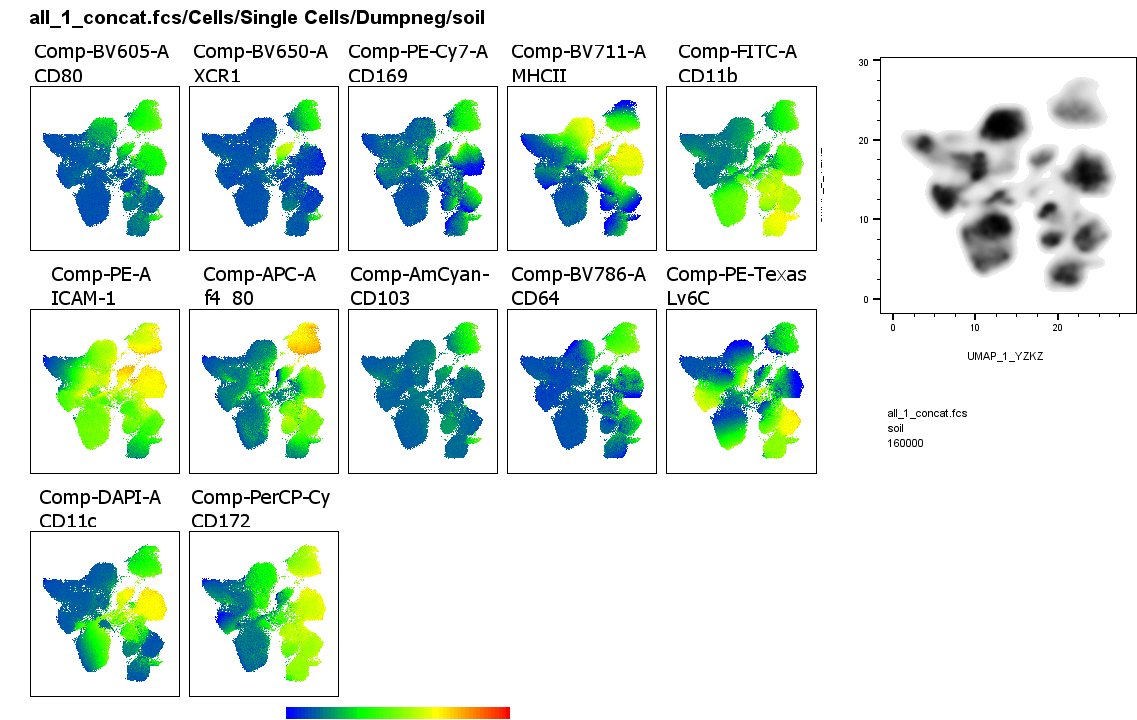 all_1_concat.fcs/Cells/Single Cells/Dumpneg/soil
Comp-BV605-A
CD80
Comp-BV650-A
XCR1
Comp-PE-Cy7-A
CD169
Comp-BV711-A
MHCII
Comp-FITC-A
CD11b
Comp-PE-A
ICAM-1
Comp-APC-A
f4_80
Comp-AmCyan-
CD103
Comp-BV786-A
CD64
Comp-PE-Texas
Ly6C
Comp-DAPI-A
CD11c
Comp-PerCP-Cy
CD172
30
20
10
0
0 10 20
UMAP_1_YZKZ
all_1_concat.fcs
soil
160000